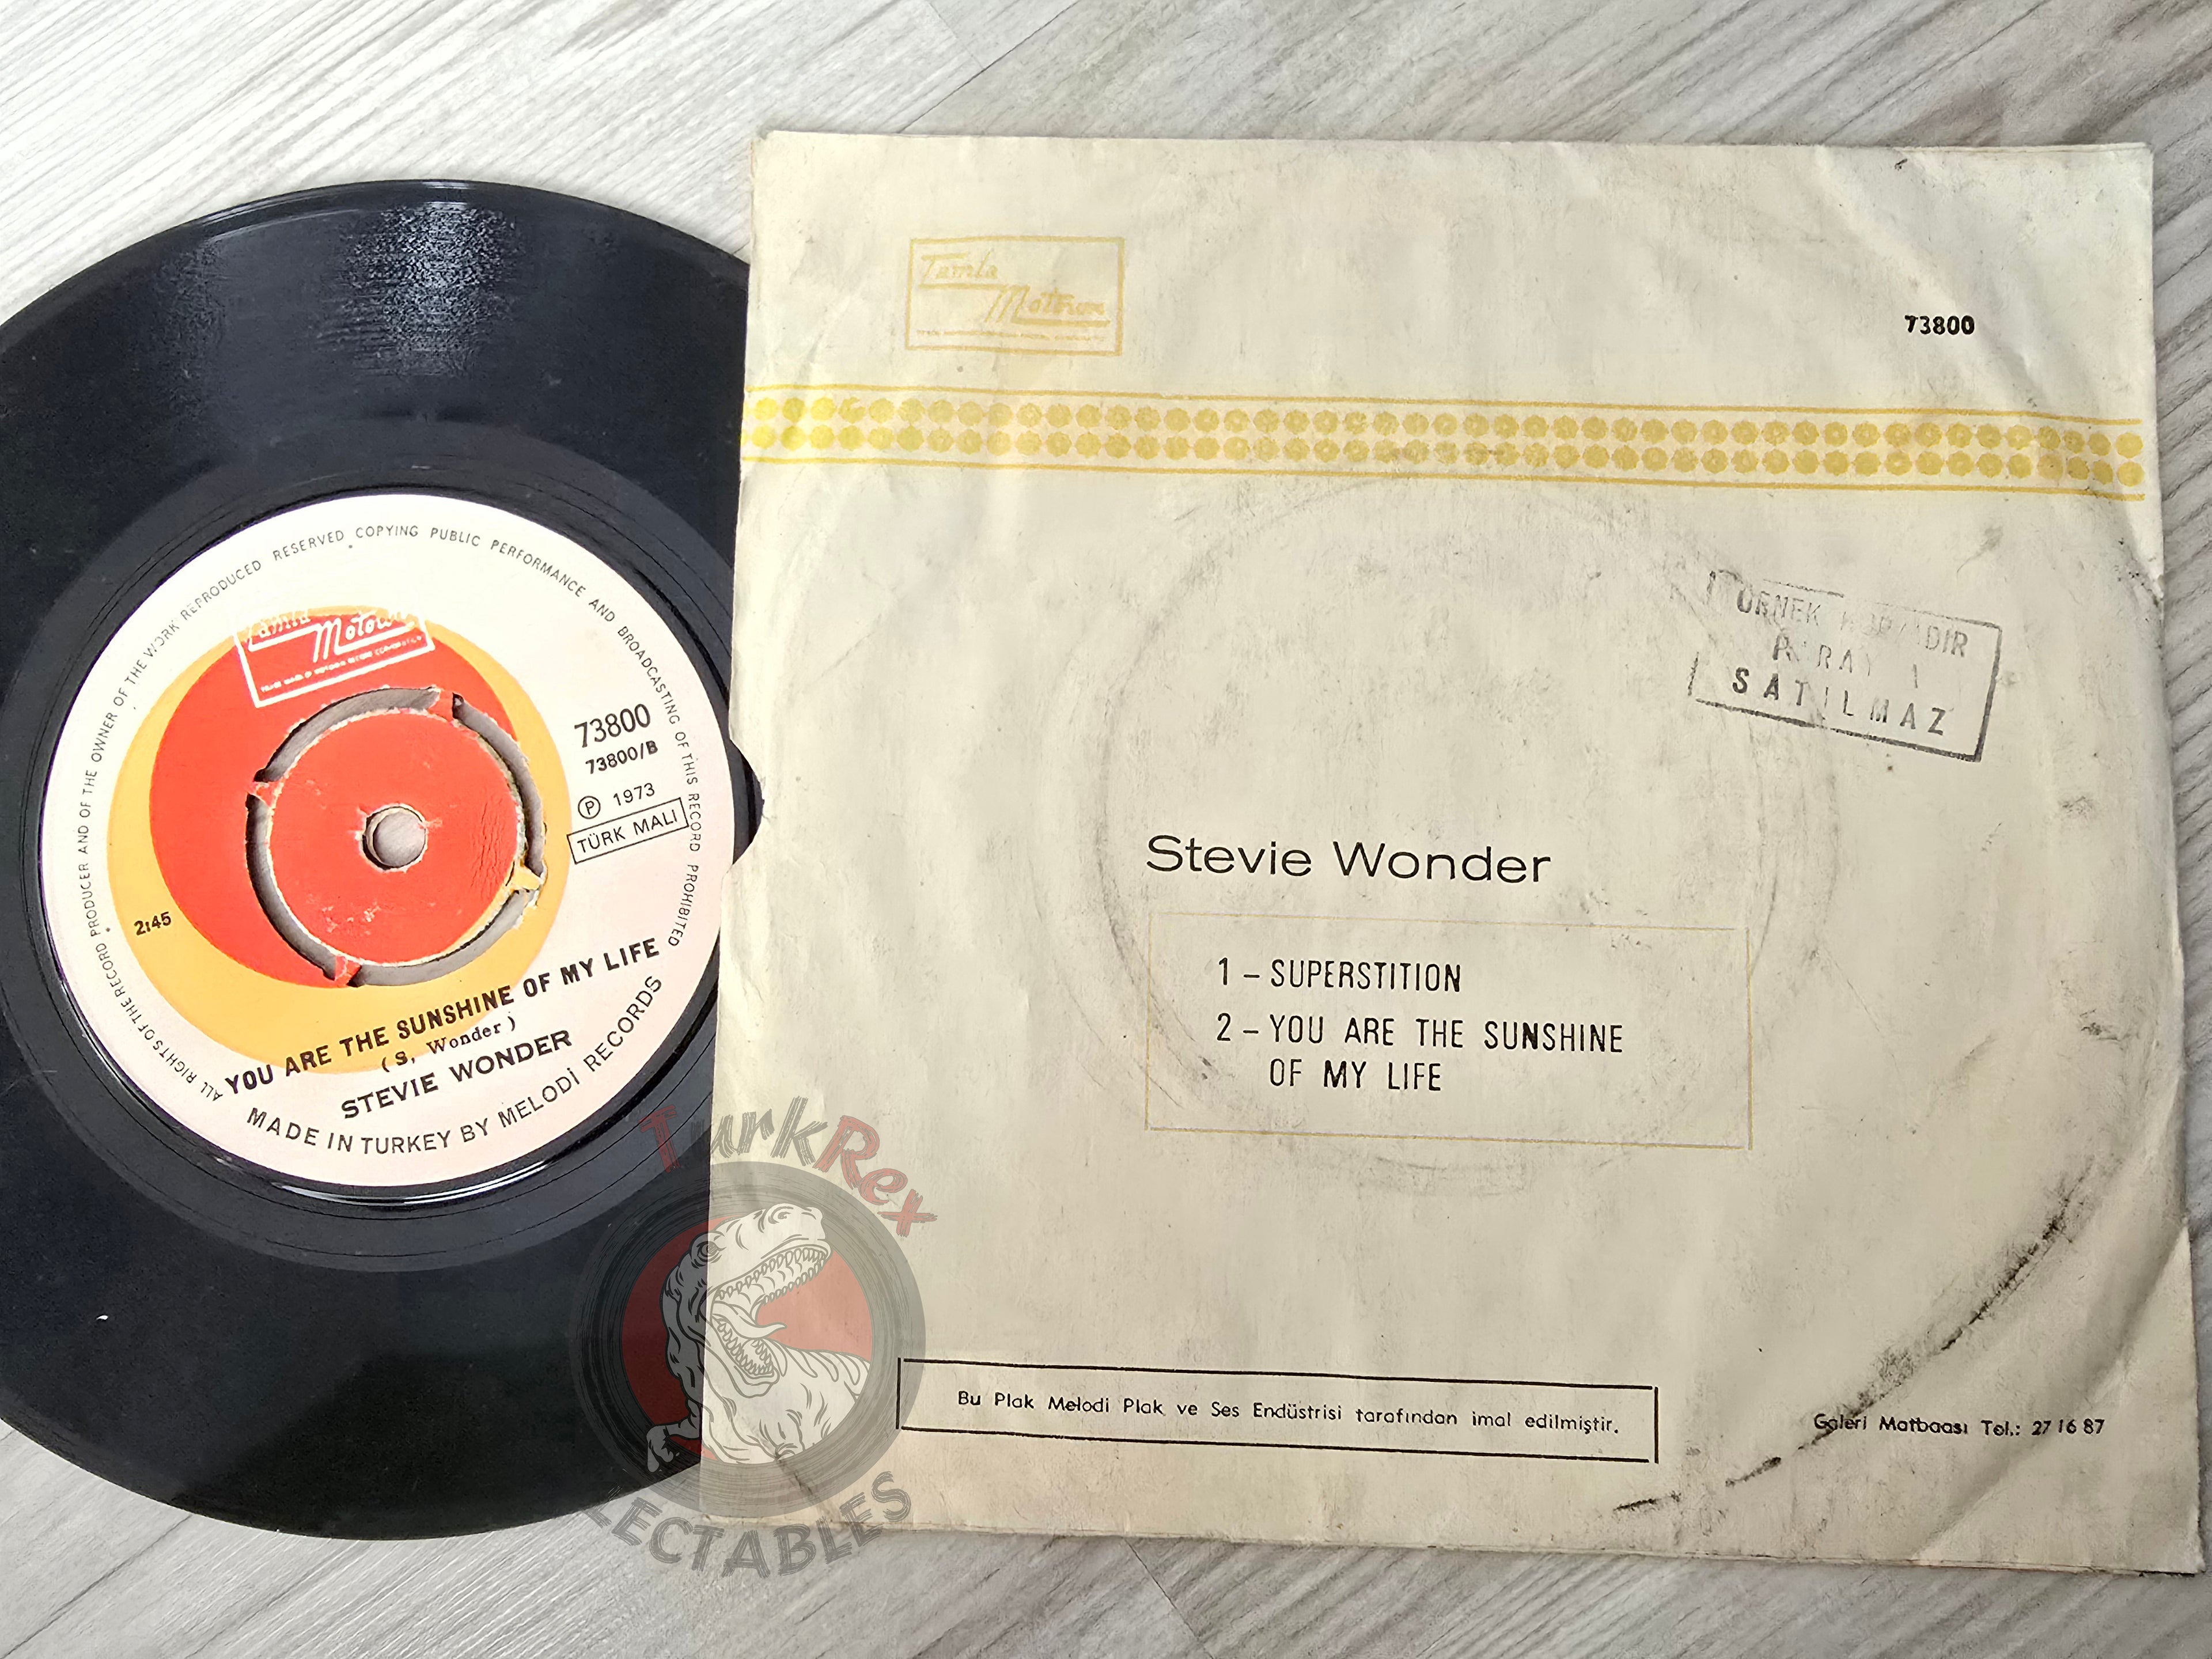 ALL RIGHTS OF THE RECORD PRODUCER AND OF THE OWNER OF THE WORK REPRODUCED RESERVED COPYING PUBLIC PERFORMANCE AND BROADCASTING OF THIS RECORD PROHIBITED
Tamla
Motown
73800
73800/B
℗ 1973
TÜRK MALI
2:45
YOU ARE THE SUNSHINE OF MY LIFE
(S, Wonder)
STEVIE WONDER
MADE IN TURKEY BY MELODİ RECORDS
Tamla
Motown
73800
ÖRNEK
SATILMAZ
Stevie Wonder
1 – SUPERSTITION
2 – YOU ARE THE SUNSHINE
OF MY LIFE
Bu Plak Melodi Plak ve Ses Endüstrisi tarafından imal edilmiştir.
Galeri Matbaası Tel.: 27 16 87
TurkRex
LECTABLES